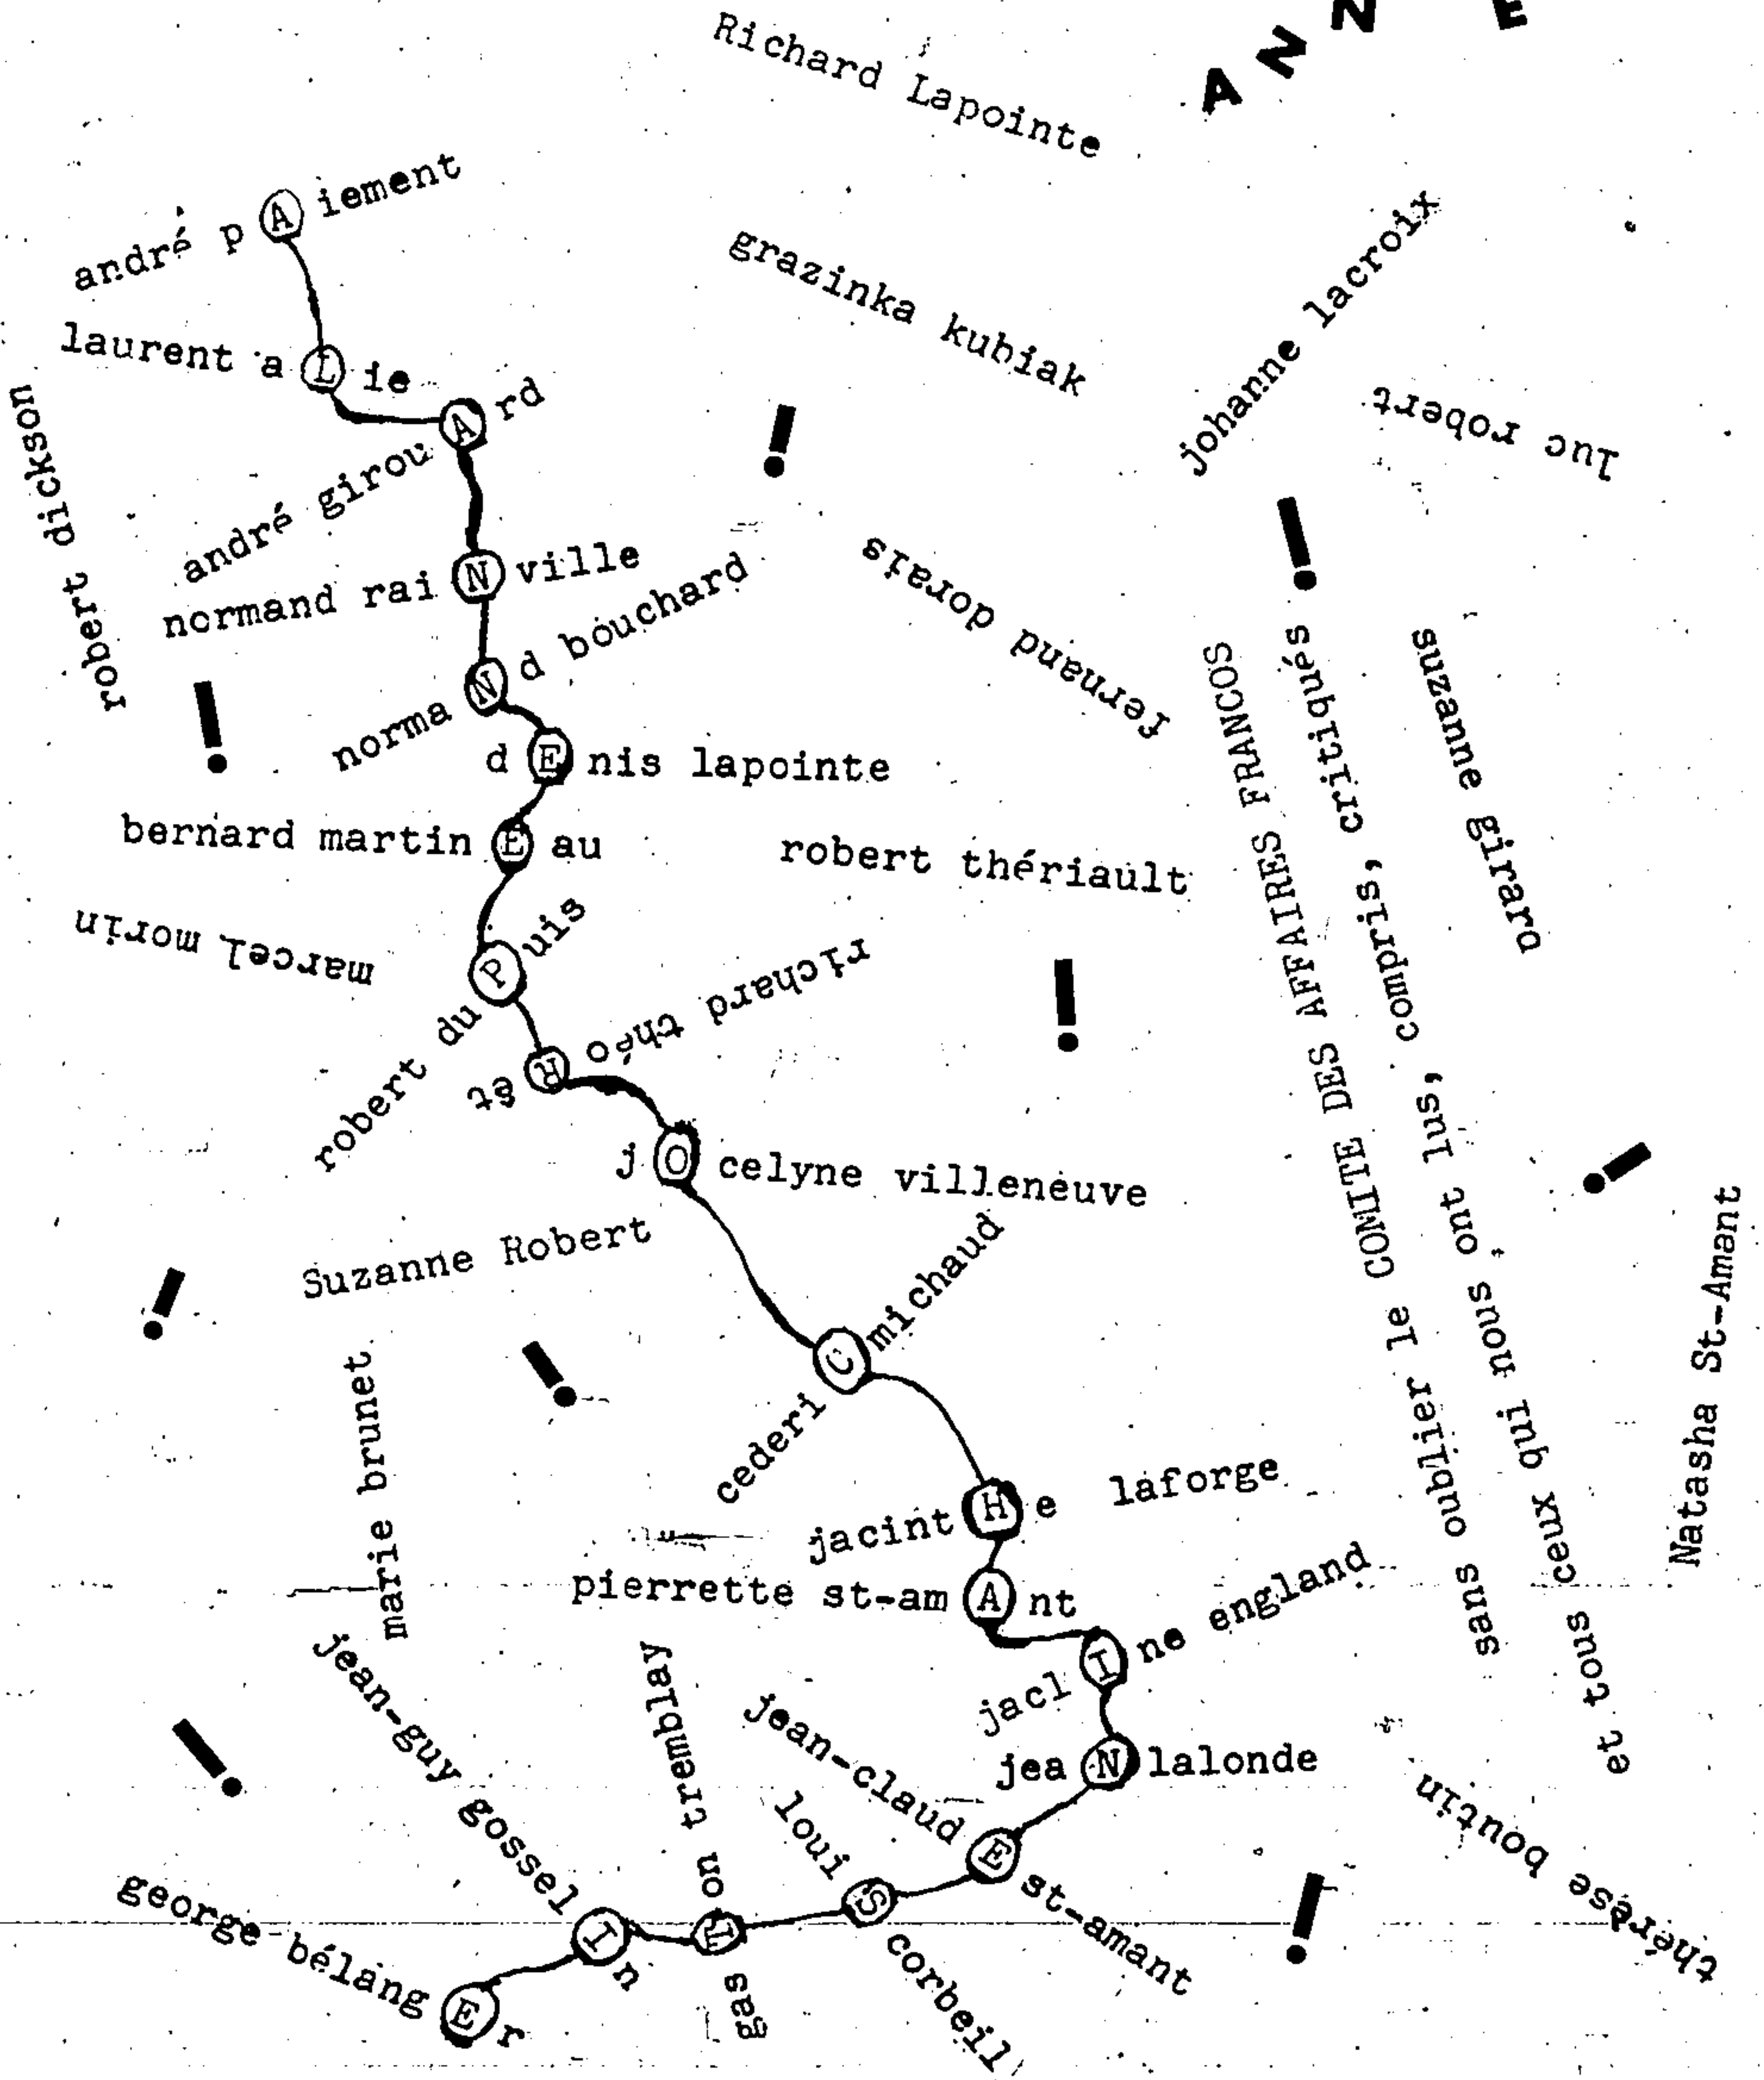 ANNE
Richard Lapointe
andré pAiement
grazinka kubiak
johanne lacroix
laurent aLie
luc robert
andré girouArd
robert dickson
normand raiNville
fernand dorais
normaNd bouchard
dEnis lapointe
suzanne girard
bernard martinEau
robert thériault
marcel morin
robert duPuis
richard théoRêt
jOcelyne villeneuve
Suzanne Robert
cederiC michaud
marie brunet
jacintHe laforge
Natasha St-Amant
pierrette st-amAnt
jaclIne england
jeaN lalonde
jean-claudE st-amant
louiS corbeil
gasTon tremblay
jean-guy gosselIn
george bélangEr
thérèse boutin
sans oublier le COMITE DES AFFAIRES FRANCOS
et tous ceux qui nous ont lus, compris, critiqués !
! ! ! ! ! ! ! ! !